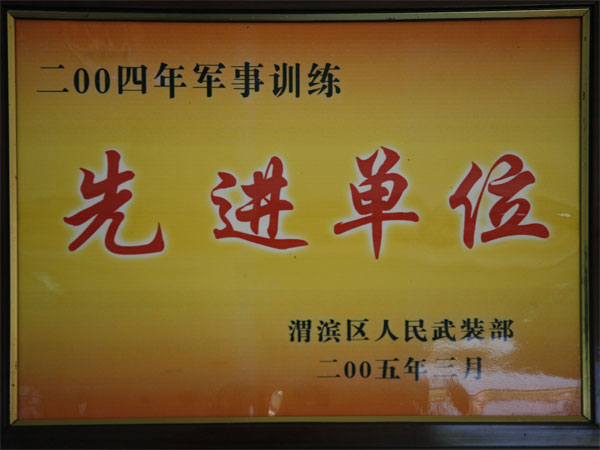 二00四年军事训练
先进单位
渭滨区人民武装部
二00五年三月